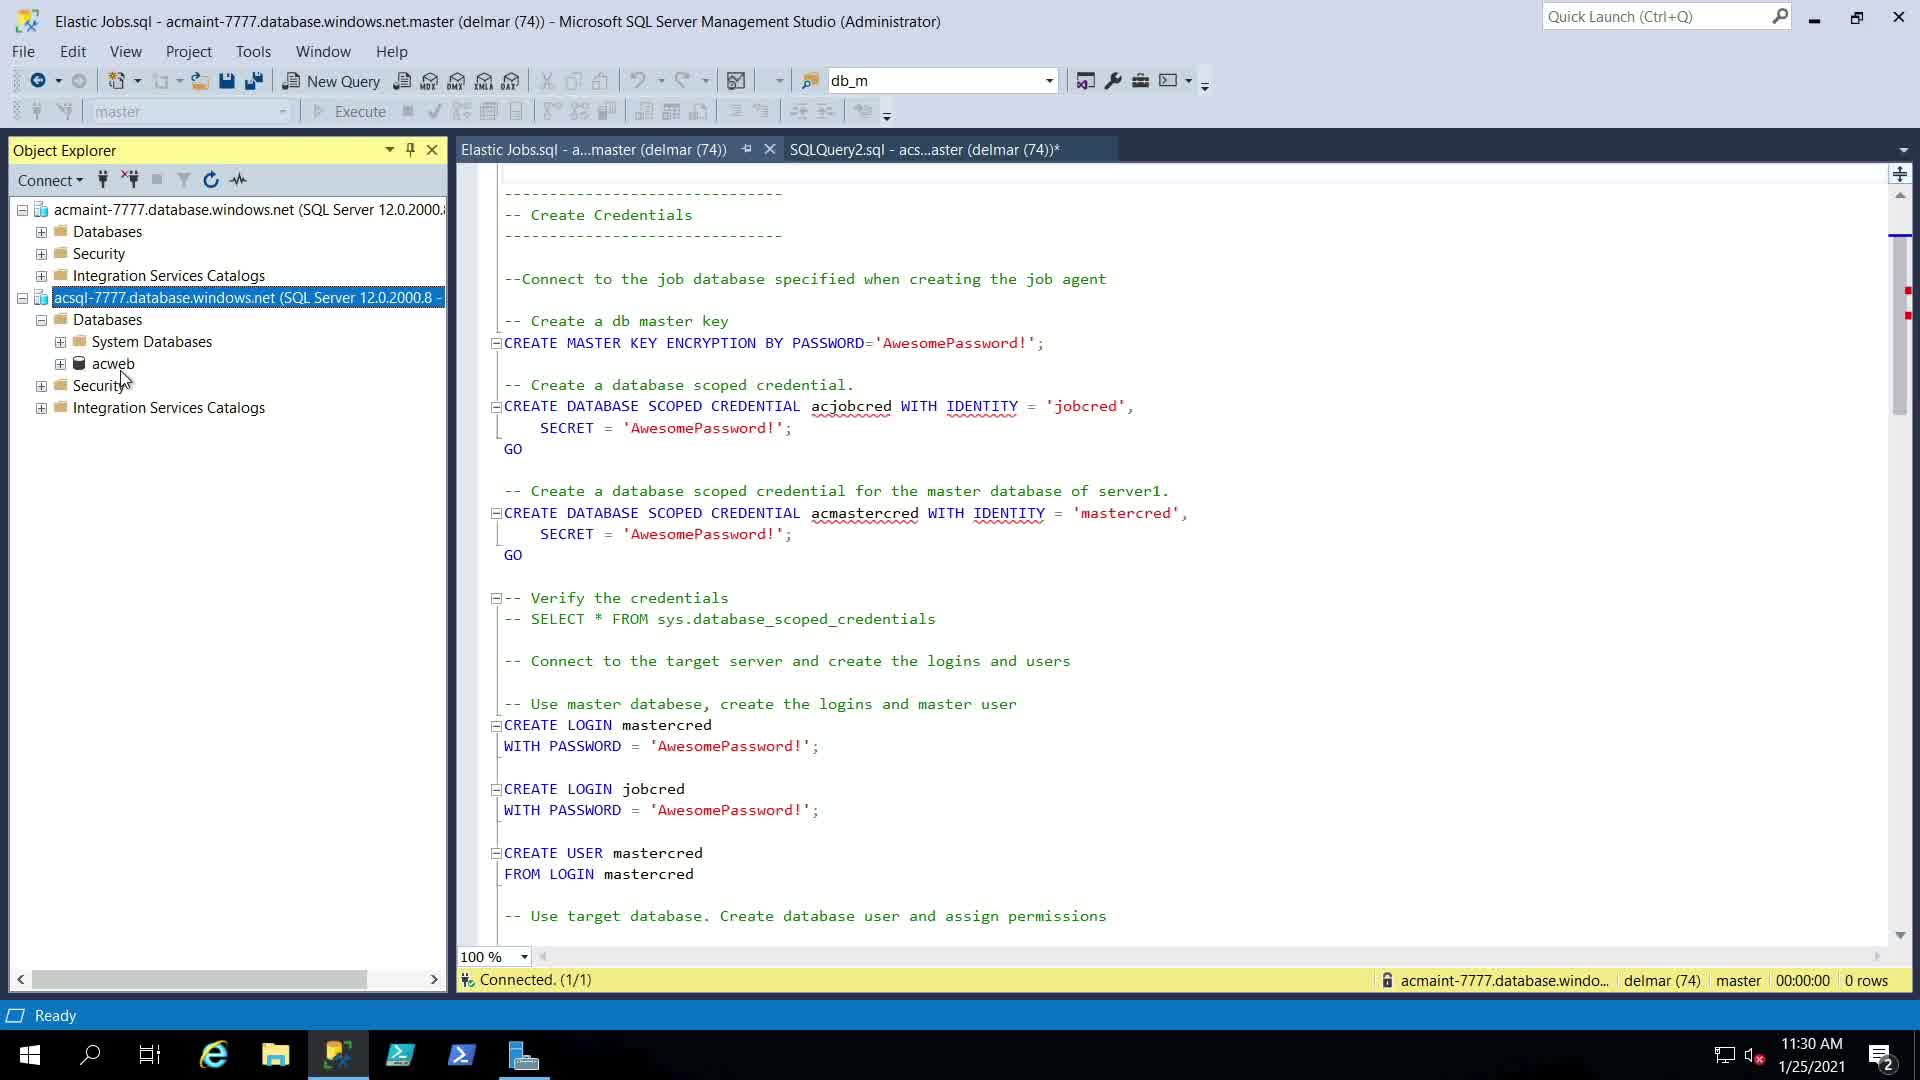 Elastic Jobs.sql - acmaint-7777.database.windows.net.master (delmar (74)) - Microsoft SQL Server Management Studio (Administrator)
Quick Launch (Ctrl+Q)
File Edit View Project Tools Window Help
New Query
MDX DMX XMLA DAX
db_m
master
Execute
Object Explorer
Elastic Jobs.sql - a...master (delmar (74))
SQLQuery2.sql - acs...aster (delmar (74))*
Connect
acmaint-7777.database.windows.net (SQL Server 12.0.2000.8
Databases
Security
Integration Services Catalogs
acsql-7777.database.windows.net (SQL Server 12.0.2000.8 -
Databases
System Databases
acweb
Security
Integration Services Catalogs
-------------------------------
-- Create Credentials
-------------------------------
--Connect to the job database specified when creating the job agent
-- Create a db master key
CREATE MASTER KEY ENCRYPTION BY PASSWORD='AwesomePassword!';
-- Create a database scoped credential.
CREATE DATABASE SCOPED CREDENTIAL acjobcred WITH IDENTITY = 'jobcred',
SECRET = 'AwesomePassword!';
GO
-- Create a database scoped credential for the master database of server1.
CREATE DATABASE SCOPED CREDENTIAL acmastercred WITH IDENTITY = 'mastercred',
SECRET = 'AwesomePassword!';
GO
-- Verify the credentials
-- SELECT * FROM sys.database_scoped_credentials
-- Connect to the target server and create the logins and users
-- Use master databese, create the logins and master user
CREATE LOGIN mastercred
WITH PASSWORD = 'AwesomePassword!';
CREATE LOGIN jobcred
WITH PASSWORD = 'AwesomePassword!';
CREATE USER mastercred
FROM LOGIN mastercred
-- Use target database. Create database user and assign permissions
100 %
Connected. (1/1)
acmaint-7777.database.windo...
delmar (74)
master
00:00:00
0 rows
Ready
11:30 AM
1/25/2021
2